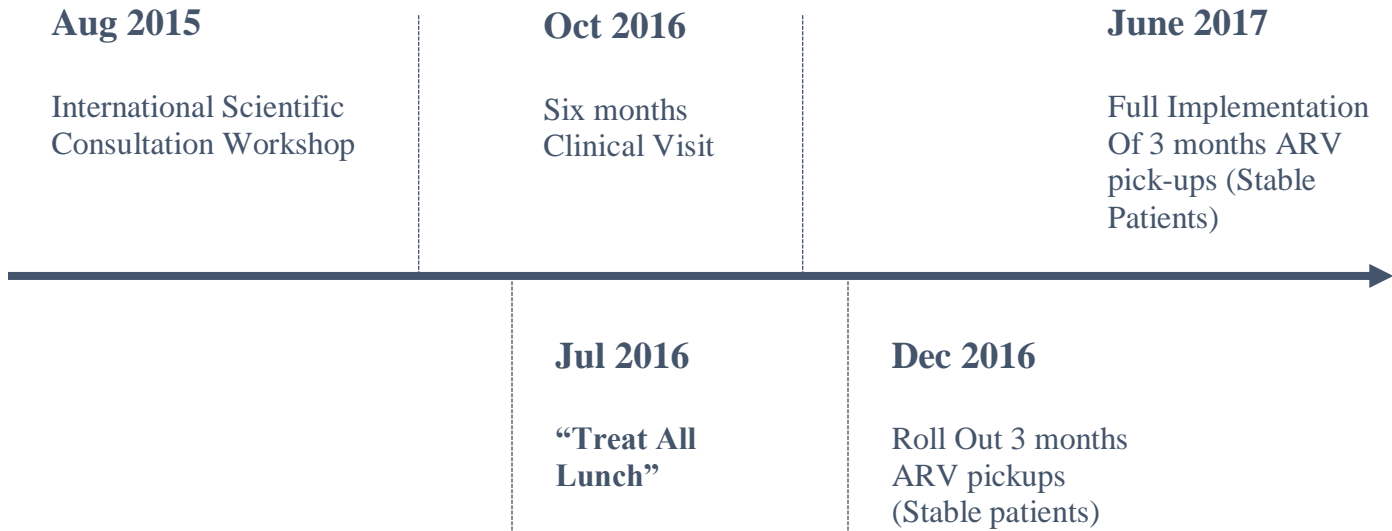 Aug 2015
International Scientific
Consultation Workshop
Oct 2016
Six months
Clinical Visit
June 2017
Full Implementation
Of 3 months ARV
pick-ups (Stable
Patients)
Jul 2016
“Treat All
Lunch”
Dec 2016
Roll Out 3 months
ARV pickups
(Stable patients)